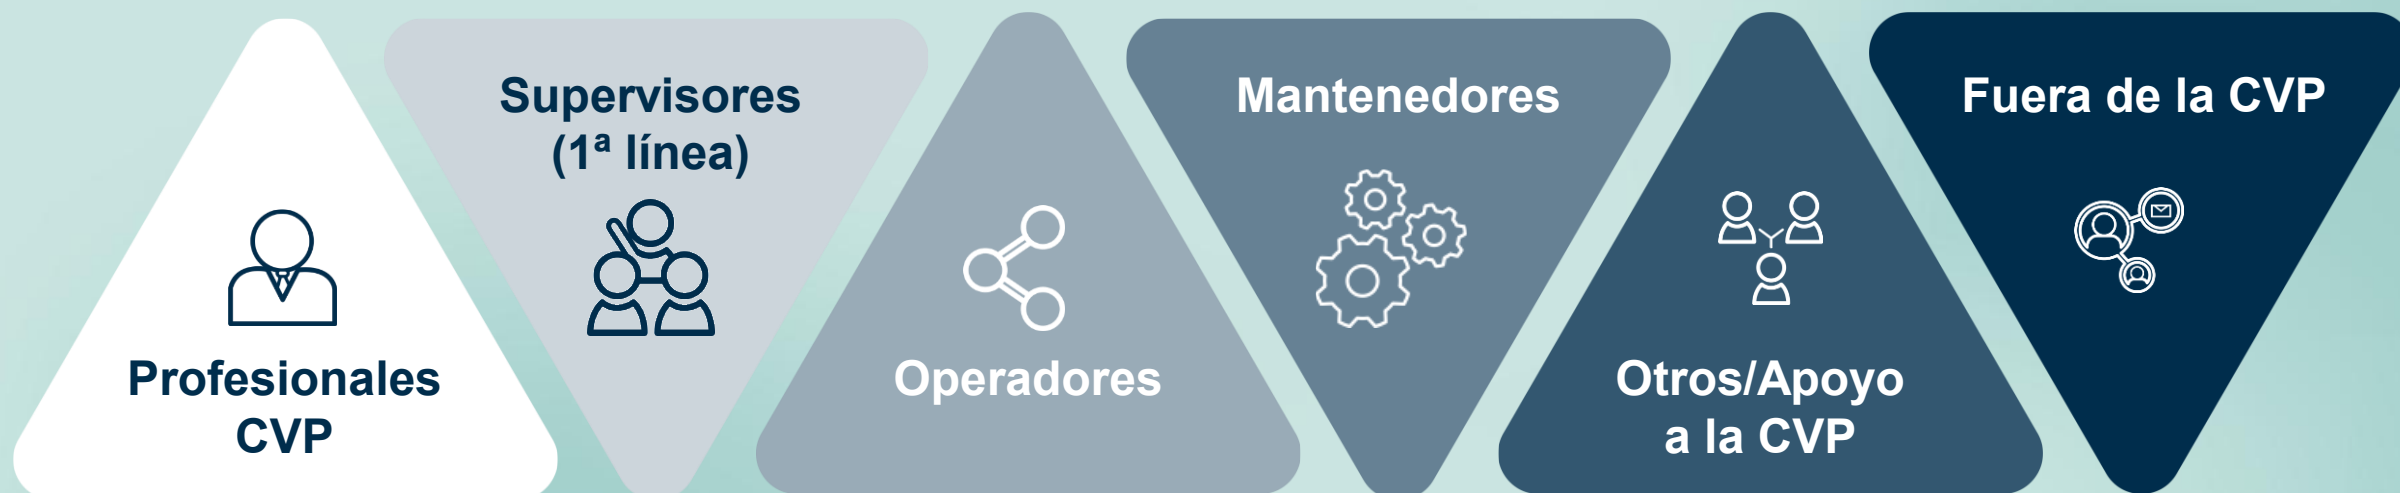 Profesionales
CVP
Supervisores
(1ª línea)
Operadores
Mantenedores
Otros/Apoyo
a la CVP
Fuera de la CVP